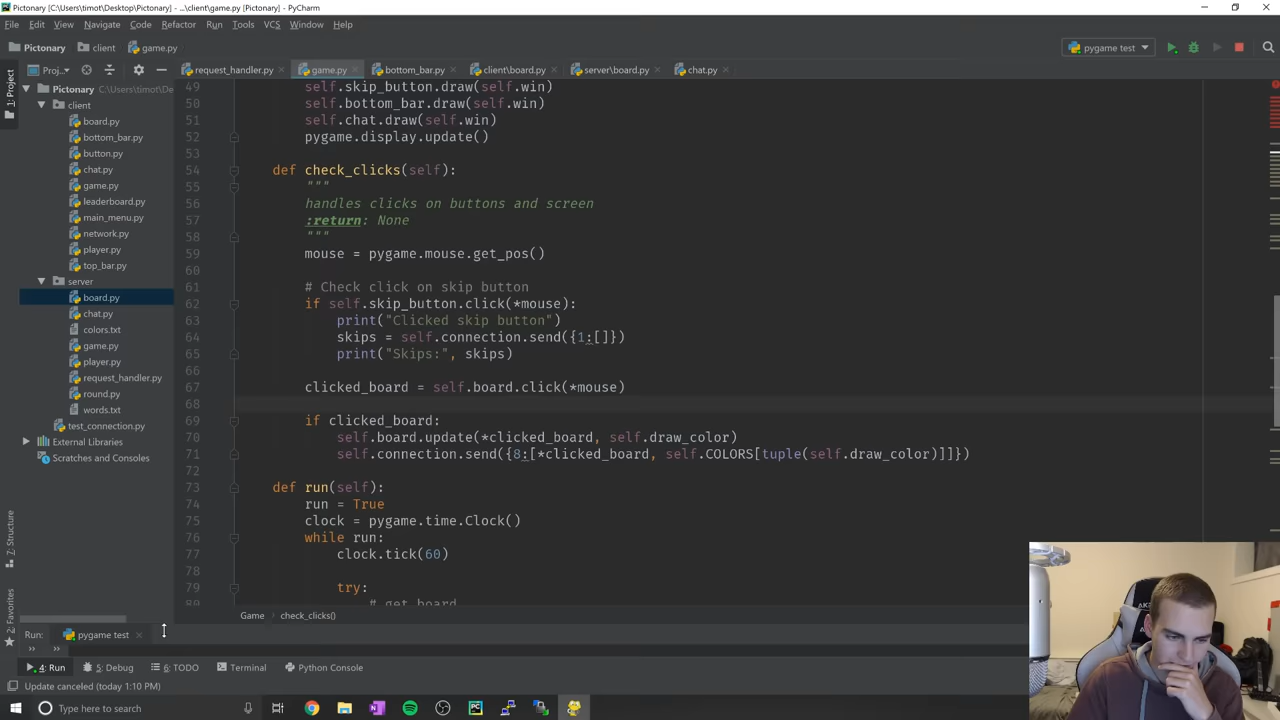 Pictonary [C:\Users\timot\Desktop\Pictonary] - ...\client\game.py [Pictonary] - PyCharm
File Edit View Navigate Code Refactor Run Tools VCS Window Help
Pictonary client game.py pygame test
1: Project
Proj... request_handler.py game.py bottom_bar.py client\board.py server\board.py chat.py
Pictonary C:\Users\timot\De
client
board.py
bottom_bar.py
button.py
chat.py
game.py
leaderboard.py
main_menu.py
network.py
player.py
top_bar.py
server
board.py
chat.py
colors.txt
game.py
player.py
request_handler.py
round.py
words.txt
test_connection.py
External Libraries
Scratches and Consoles
49 self.skip_button.draw(self.win)
50 self.bottom_bar.draw(self.win)
51 self.chat.draw(self.win)
52 pygame.display.update()
53
54 def check_clicks(self):
55 """
56 handles clicks on buttons and screen
57 :return: None
58 """
59 mouse = pygame.mouse.get_pos()
60
61 # Check click on skip button
62 if self.skip_button.click(*mouse):
63 print("Clicked skip button")
64 skips = self.connection.send({1:[]})
65 print("Skips:", skips)
66
67 clicked_board = self.board.click(*mouse)
68
69 if clicked_board:
70 self.board.update(*clicked_board, self.draw_color)
71 self.connection.send({8:[*clicked_board, self.COLORS[tuple(self.draw_color)]]})
72
73 def run(self):
74 run = True
75 clock = pygame.time.Clock()
76 while run:
77 clock.tick(60)
78
79 try:
80 # get board
Game check_clicks()
7: Structure
2: Favorites
Run: pygame test
4: Run 5: Debug 6: TODO Terminal Python Console
Update canceled (today 1:10 PM)
Type here to search